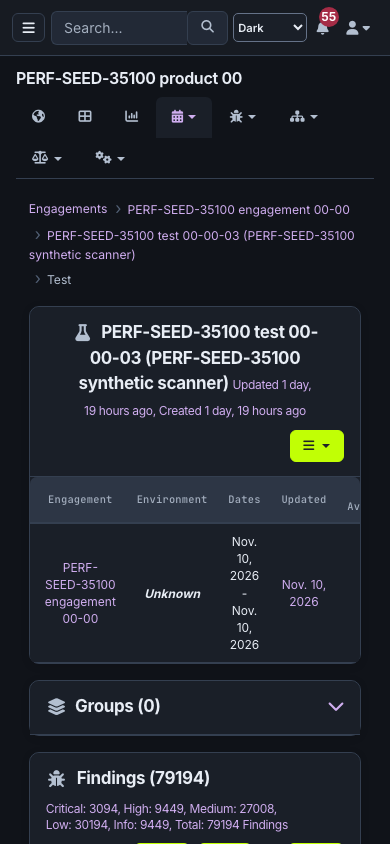 Search...
Dark
55
PERF-SEED-35100 product 00
Engagements > PERF-SEED-35100 engagement 00-00
> PERF-SEED-35100 test 00-00-03 (PERF-SEED-35100
synthetic scanner)
> Test
PERF-SEED-35100 test 00-
00-03 (PERF-SEED-35100
synthetic scanner) Updated 1 day,
19 hours ago, Created 1 day, 19 hours ago
Engagement Environment Dates Updated Av
PERF-
SEED-35100
engagement
00-00
Unknown
Nov.
10,
2026
-
Nov.
10,
2026
Nov. 10,
2026
Groups (0)
Findings (79194)
Critical: 3094, High: 9449, Medium: 27008,
Low: 30194, Info: 9449, Total: 79194 Findings